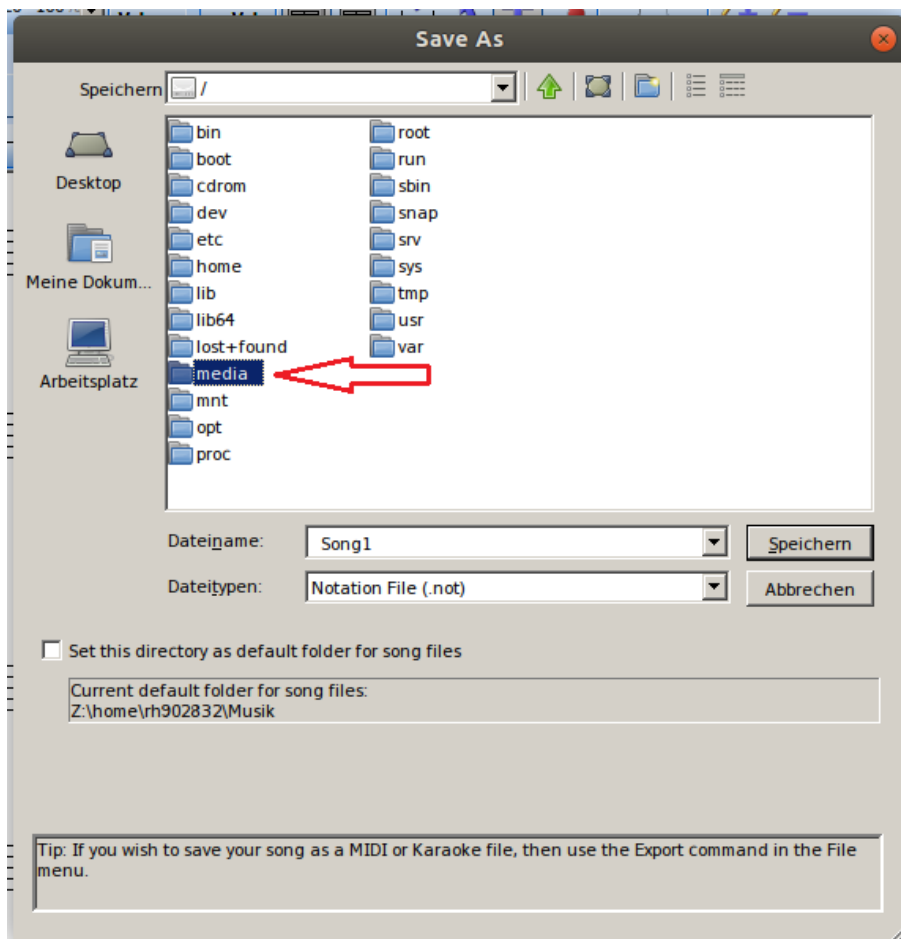 Save As
Speichern
/
Desktop
Meine Dokum...
Arbeitsplatz
bin
boot
cdrom
dev
etc
home
lib
lib64
lost+found
media
mnt
opt
proc
root
run
sbin
snap
srv
sys
tmp
usr
var
Dateiname:
Song1
Speichern
Dateitypen:
Notation File (.not)
Abbrechen
Set this directory as default folder for song files
Current default folder for song files:
Z:\home\rh902832\Musik
Tip: If you wish to save your song as a MIDI or Karaoke file, then use the Export command in the File
menu.